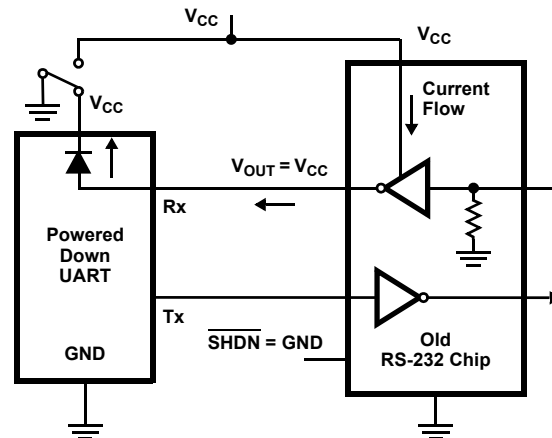 VCC
VCC
VCC
Current
Flow
VOUT = VCC
Rx
Powered
Down
UART
Tx
SHDN = GND
GND
Old
RS-232 Chip